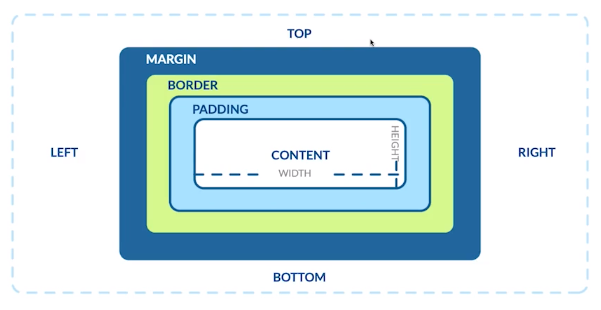 TOP
MARGIN
BORDER
PADDING
HEIGHT
LEFT
CONTENT
RIGHT
WIDTH
BOTTOM